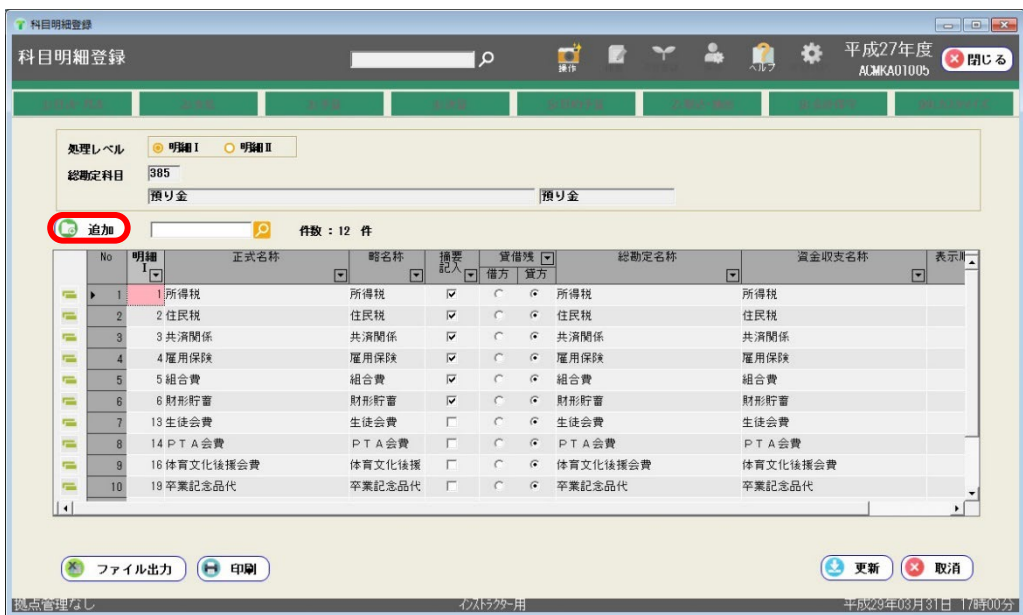 科目明細登録
科目明細登録
操作
ヘルプ
平成27年度
ACMKA01005
閉じる
処理レベル 明細Ⅰ 明細Ⅱ
総勘定科目 385
預り金 預り金
追加 件数：12 件
No 明細Ⅰ 正式名称 略名称 摘要記入 貸借残 借方 貸方 総勘定名称 資金収支名称
1 1 所得税 所得税 所得税 所得税
2 2 住民税 住民税 住民税 住民税
3 3 共済関係 共済関係 共済関係 共済関係
4 4 雇用保険 雇用保険 雇用保険 雇用保険
5 5 組合費 組合費 組合費 組合費
6 6 財形貯蓄 財形貯蓄 財形貯蓄 財形貯蓄
7 13 生徒会費 生徒会費 生徒会費 生徒会費
8 14 ＰＴＡ会費 ＰＴＡ会費 ＰＴＡ会費 ＰＴＡ会費
9 16 体育文化後援会費 体育文化後援 体育文化後援会費 体育文化後援会費
10 19 卒業記念品代 卒業記念品代 卒業記念品代 卒業記念品代
ファイル出力 印刷 更新 取消
拠点管理なし インストラクター用 平成29年03月31日 17時00分